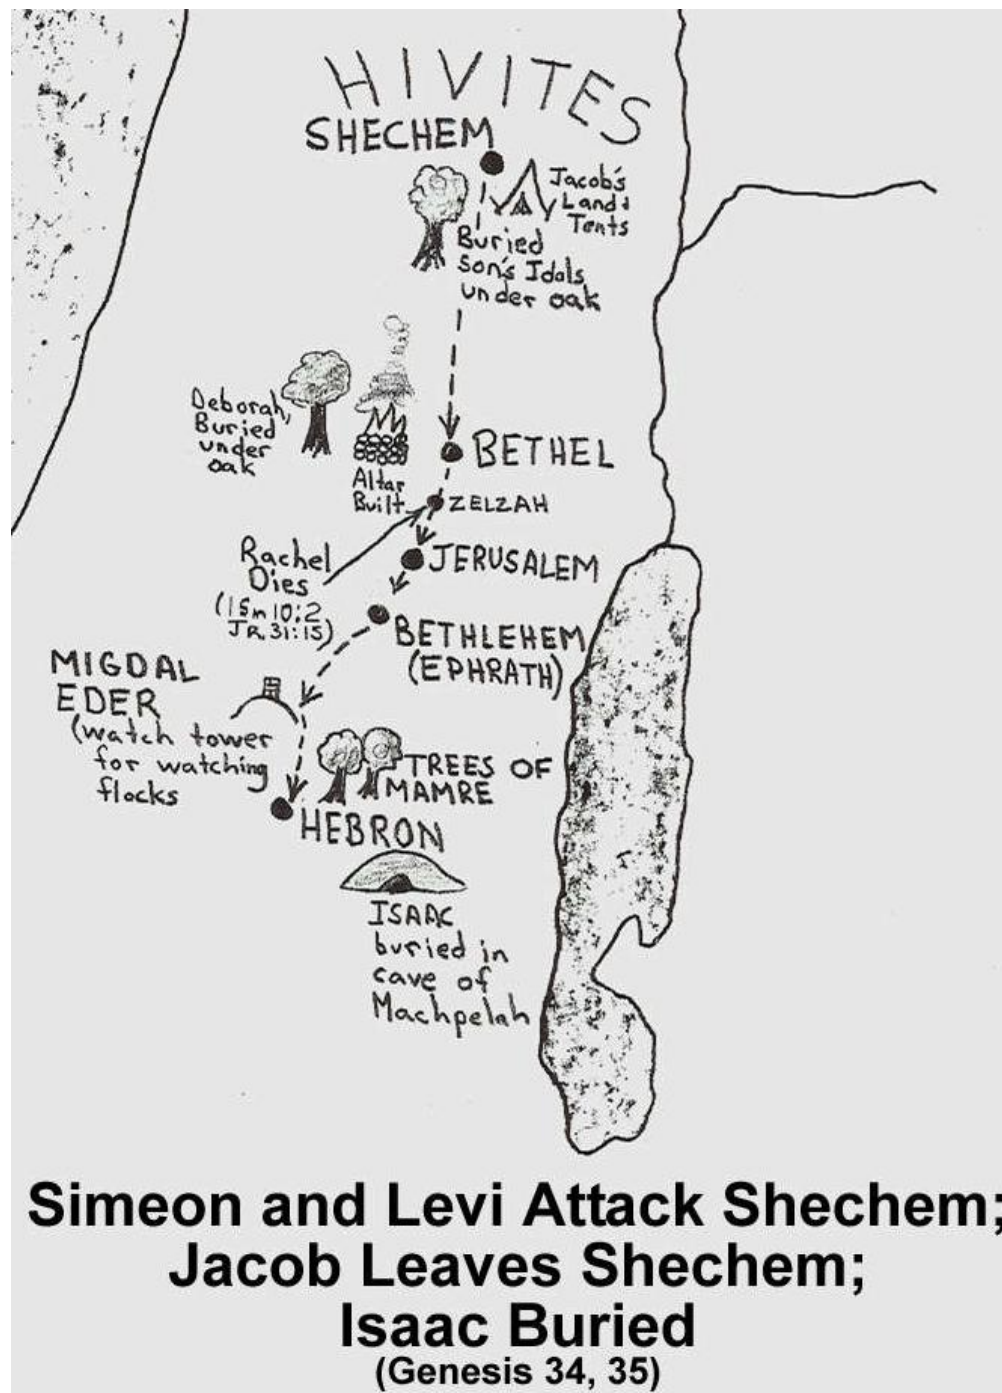 HIVITES
SHECHEM
Jacob's
Land &
Tents
Buried
Son's Idols
under oak
Deborah,
Buried
under
oak
Altar
Built
BETHEL
ZELZAH
Rachel
Dies
(1 Sm 10:2
JR. 31:15)
JERUSALEM
BETHLEHEM
(EPHRATH)
MIGDAL
EDER
(watch tower
for watching
flocks
TREES OF
MAMRE
HEBRON
ISAAC
buried in
cave of
Machpelah
Simeon and Levi Attack Shechem;
Jacob Leaves Shechem;
Isaac Buried
(Genesis 34, 35)